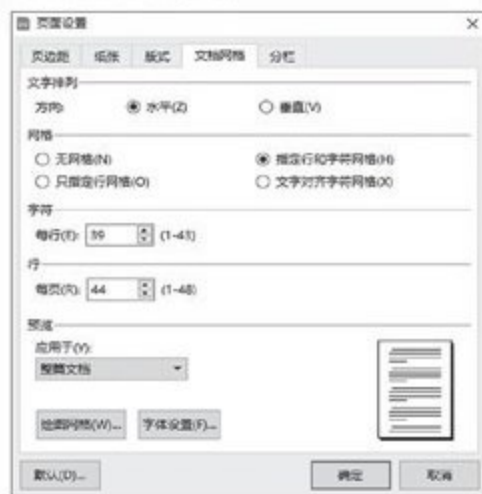 页面设置
页边距 纸张 版式 文档网格 分栏
文字排列
方向: 水平(Z) 垂直(V)
网格
无网格(N) 指定行和字符网格(H)
只指定行网格(O) 文字对齐字符网格(X)
字符
每行(E): 39 (1-43)
行
每页(R): 44 (1-48)
预览
应用于(Y):
整篇文档
绘图网格(W)... 字体设置(F)...
默认(D)... 确定 取消